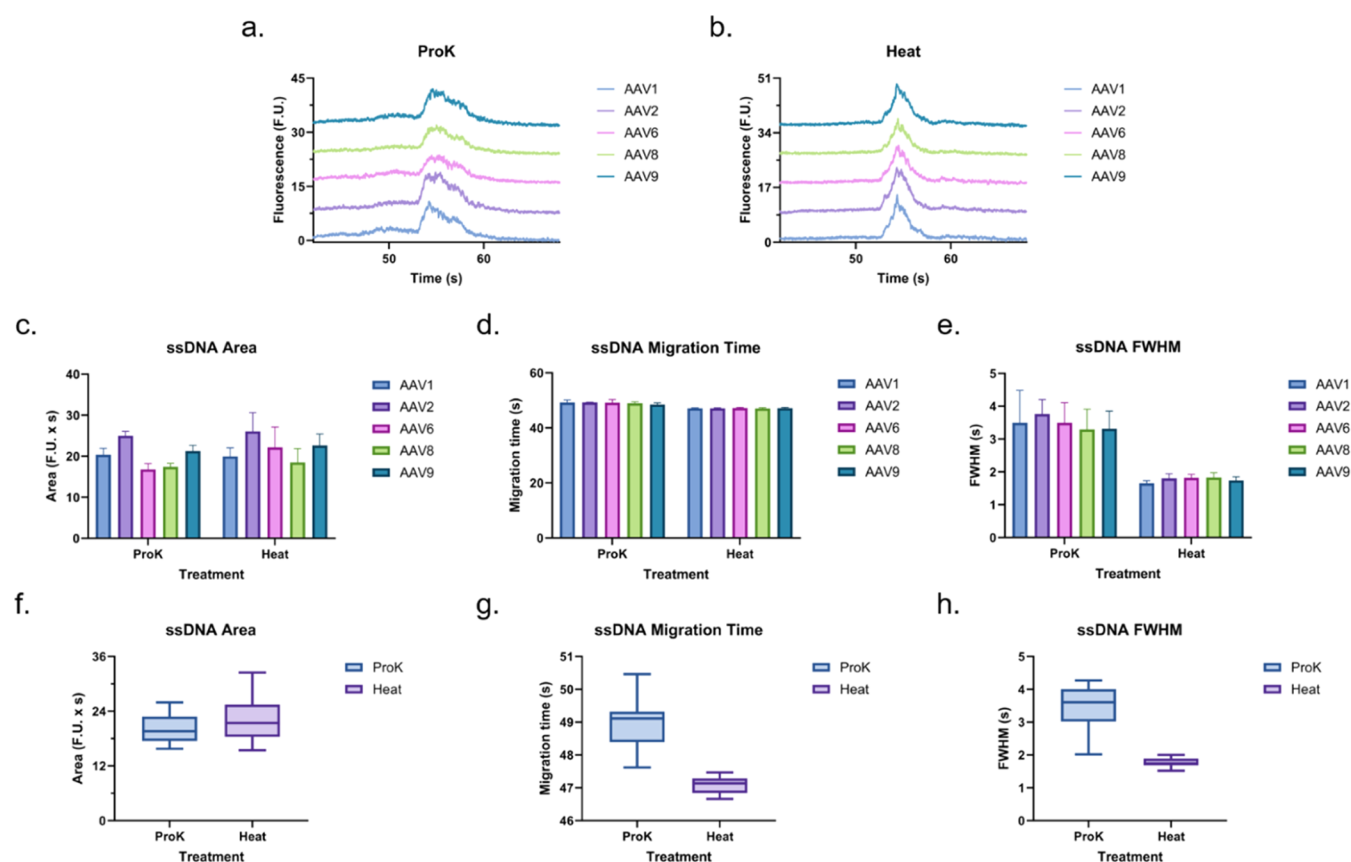 a.
ProK
Fluorescence (F.U.)
45
30
15
0
50
60
Time (s)
AAV1
AAV2
AAV6
AAV8
AAV9
b.
Heat
Fluorescence (F.U.)
51
34
17
0
50
60
Time (s)
AAV1
AAV2
AAV6
AAV8
AAV9
c.
ssDNA Area
Area (F.U. x s)
40
30
20
10
0
ProK
Heat
Treatment
AAV1
AAV2
AAV6
AAV8
AAV9
d.
ssDNA Migration Time
Migration time (s)
60
40
20
0
ProK
Heat
Treatment
AAV1
AAV2
AAV6
AAV8
AAV9
e.
ssDNA FWHM
FWHM (s)
5
4
3
2
1
0
ProK
Heat
Treatment
AAV1
AAV2
AAV6
AAV8
AAV9
f.
ssDNA Area
Area (F.U. x s)
36
24
12
0
ProK
Heat
Treatment
ProK
Heat
g.
ssDNA Migration Time
Migration time (s)
51
50
49
48
47
46
ProK
Heat
Treatment
ProK
Heat
h.
ssDNA FWHM
FWHM (s)
5
4
3
2
1
0
ProK
Heat
Treatment
ProK
Heat